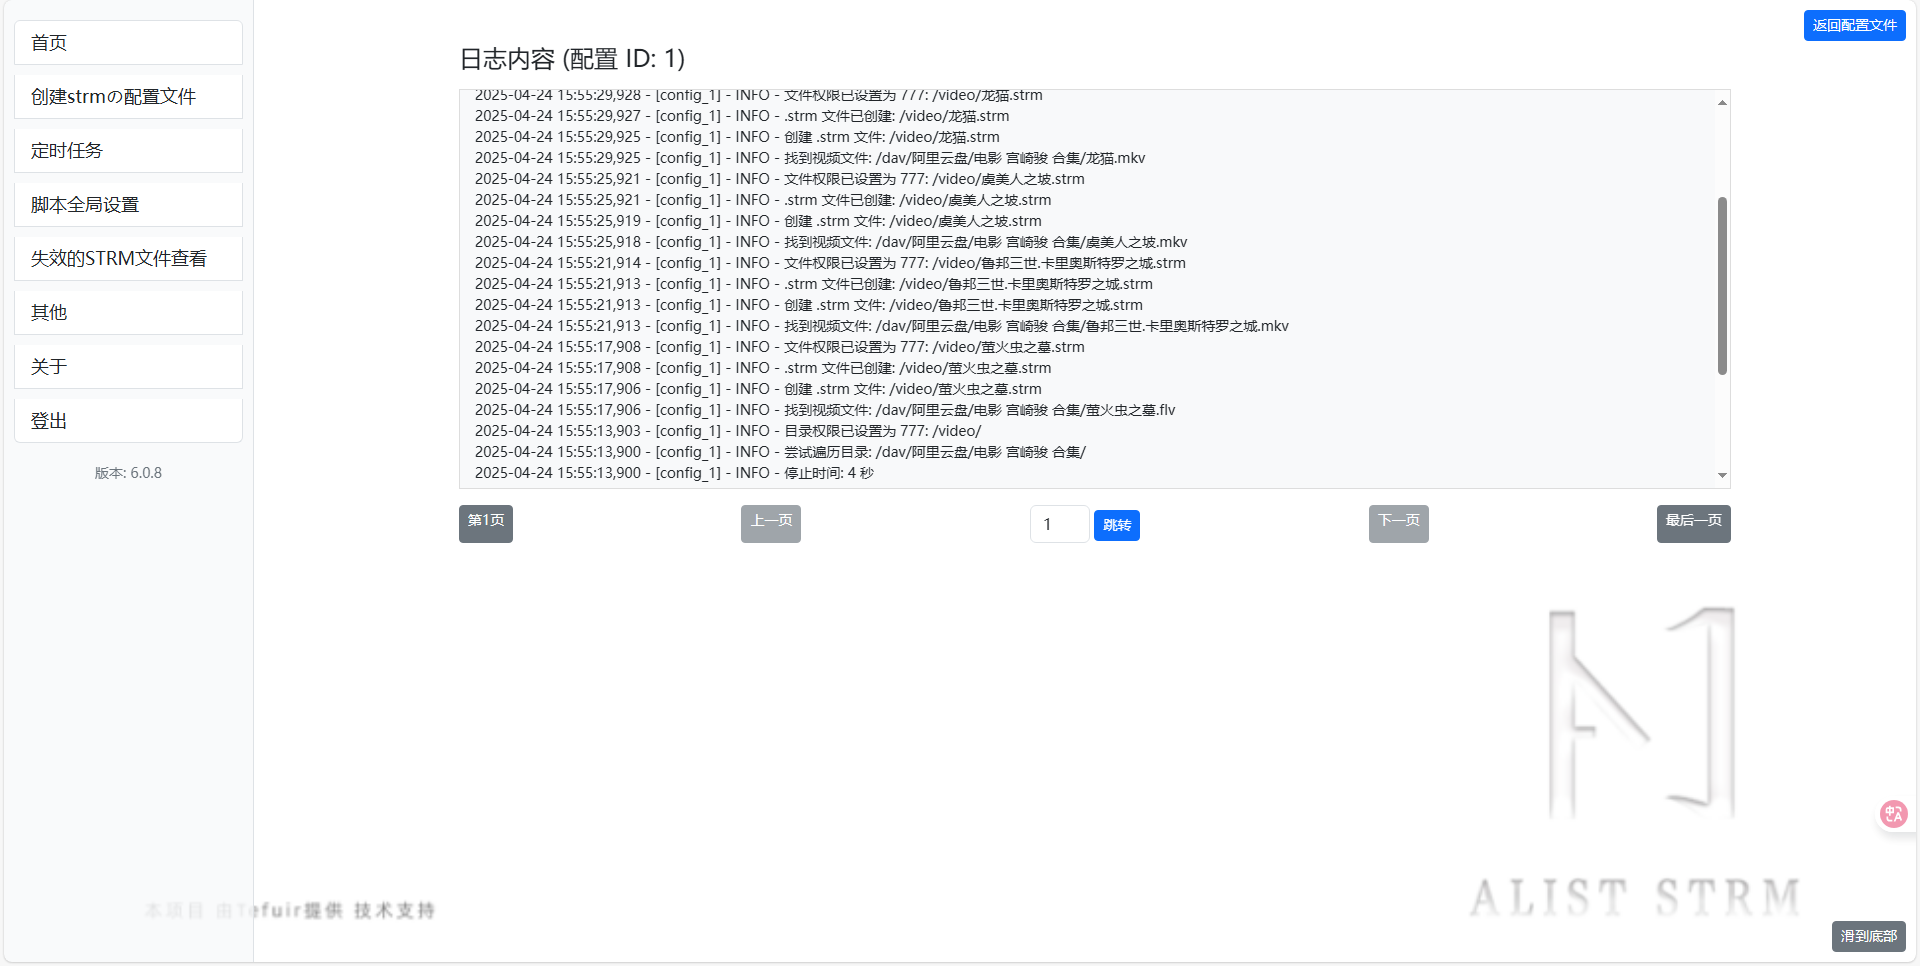 首页
创建strmの配置文件
定时任务
脚本全局设置
失效的STRM文件查看
其他
关于
登出
版本: 6.0.8
返回配置文件
日志内容 (配置 ID: 1)
2025-04-24 15:55:29,928 - [config_1] - INFO - 文件权限已设置为 777: /video/龙猫.strm
2025-04-24 15:55:29,927 - [config_1] - INFO - .strm 文件已创建: /video/龙猫.strm
2025-04-24 15:55:29,925 - [config_1] - INFO - 创建 .strm 文件: /video/龙猫.strm
2025-04-24 15:55:29,925 - [config_1] - INFO - 找到视频文件: /dav/阿里云盘/电影 宫崎骏 合集/龙猫.mkv
2025-04-24 15:55:25,921 - [config_1] - INFO - 文件权限已设置为 777: /video/虞美人之坡.strm
2025-04-24 15:55:25,921 - [config_1] - INFO - .strm 文件已创建: /video/虞美人之坡.strm
2025-04-24 15:55:25,919 - [config_1] - INFO - 创建 .strm 文件: /video/虞美人之坡.strm
2025-04-24 15:55:25,918 - [config_1] - INFO - 找到视频文件: /dav/阿里云盘/电影 宫崎骏 合集/虞美人之坡.mkv
2025-04-24 15:55:21,914 - [config_1] - INFO - 文件权限已设置为 777: /video/鲁邦三世.卡里奥斯特罗之城.strm
2025-04-24 15:55:21,913 - [config_1] - INFO - .strm 文件已创建: /video/鲁邦三世.卡里奥斯特罗之城.strm
2025-04-24 15:55:21,913 - [config_1] - INFO - 创建 .strm 文件: /video/鲁邦三世.卡里奥斯特罗之城.strm
2025-04-24 15:55:21,913 - [config_1] - INFO - 找到视频文件: /dav/阿里云盘/电影 宫崎骏 合集/鲁邦三世.卡里奥斯特罗之城.mkv
2025-04-24 15:55:17,908 - [config_1] - INFO - 文件权限已设置为 777: /video/萤火虫之墓.strm
2025-04-24 15:55:17,908 - [config_1] - INFO - .strm 文件已创建: /video/萤火虫之墓.strm
2025-04-24 15:55:17,906 - [config_1] - INFO - 创建 .strm 文件: /video/萤火虫之墓.strm
2025-04-24 15:55:17,906 - [config_1] - INFO - 找到视频文件: /dav/阿里云盘/电影 宫崎骏 合集/萤火虫之墓.flv
2025-04-24 15:55:13,903 - [config_1] - INFO - 目录权限已设置为 777: /video/
2025-04-24 15:55:13,900 - [config_1] - INFO - 尝试遍历目录: /dav/阿里云盘/电影 宫崎骏 合集/
2025-04-24 15:55:13,900 - [config_1] - INFO - 停止时间: 4 秒
第1页
上一页
1
跳转
下一页
最后一页
ALIST STRM
本项目 由Tefuir提供 技术支持
滑到底部